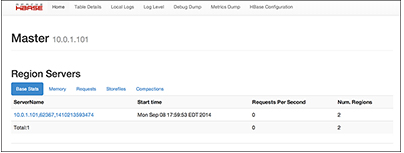 APACHE HBASE Home Table Details Local Logs Log Level Debug Dump Metrics Dump HBase Configuration
Master 10.0.1.101
Region Servers
Base Stats Memory Requests Storefiles Compactions
ServerName Start time Requests Per Second Num. Regions
10.0.1.101,62367,1410213593474 Mon Sep 08 17:59:53 EDT 2014 0 2
Total:1 0 2